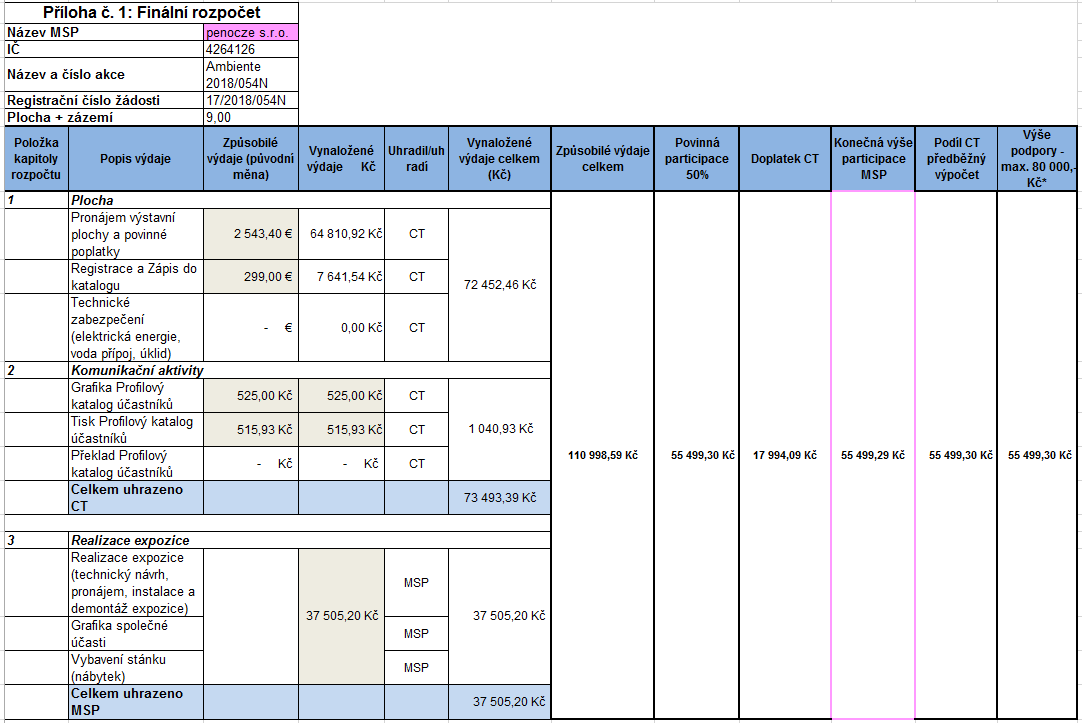 Příloha č. 1: Finální rozpočet
Název MSP penocze s.r.o.
IČ 4264126
Název a číslo akce Ambiente
2018/054N
Registrační číslo žádosti 17/2018/054N
Plocha + zázemí 9,00
Položka
kapitoly
rozpočtu
Popis výdaje
Způsobilé
výdaje (původní
měna)
Vynaložené
výdaje Kč
Uhradil/uh
radí
Vynaložené
výdaje celkem
(Kč)
Způsobilé výdaje
celkem
Povinná
participace
50%
Doplatek CT
Konečná výše
participace
MSP
Podíl CT
předběžný
výpočet
Výše
podpory -
max. 80 000,-
Kč*
1 Plocha
Pronájem výstavní
plochy a povinné
poplatky
2 543,40 € 64 810,92 Kč CT
Registrace a Zápis do
katalogu
299,00 € 7 641,54 Kč CT
72 452,46 Kč
Technické
zabezpečení
(elektrická energie,
voda přípoj, úklid)
- € 0,00 Kč CT
2 Komunikační aktivity
Grafika Profilový
katalog účastníků
525,00 Kč 525,00 Kč CT
Tisk Profilový katalog
účastníků
515,93 Kč 515,93 Kč CT
1 040,93 Kč
Překlad Profilový
katalog účastníků
- Kč - Kč CT
110 998,59 Kč 55 499,30 Kč 17 994,09 Kč 55 499,29 Kč 55 499,30 Kč 55 499,30 Kč
Celkem uhrazeno
CT
73 493,39 Kč
3 Realizace expozice
Realizace expozice
(technický návrh,
pronájem, instalace a
demontáž expozice)
MSP
37 505,20 Kč 37 505,20 Kč
Grafika společné
účasti
MSP
Vybavení stánku
(nábytek)
MSP
Celkem uhrazeno
MSP
37 505,20 Kč